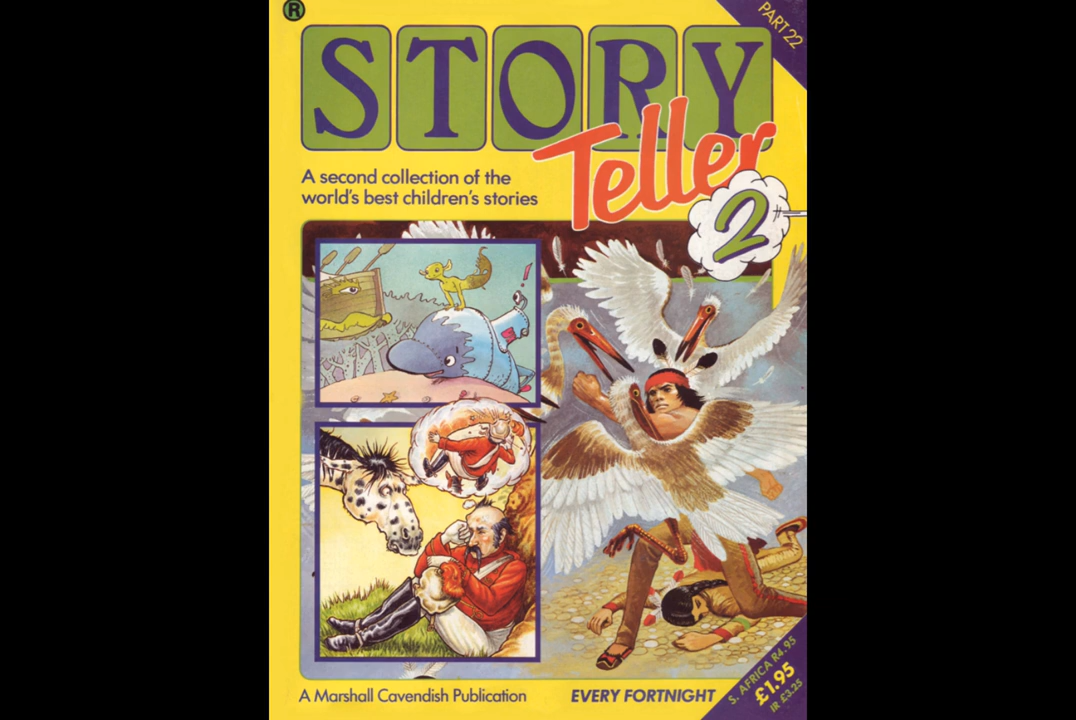 R
PART 22
STORY
Teller
2
A second collection of the
world's best children's stories
!
A Marshall Cavendish Publication
EVERY FORTNIGHT
S. AFRICA R4.95
£1.95
IR £3.25